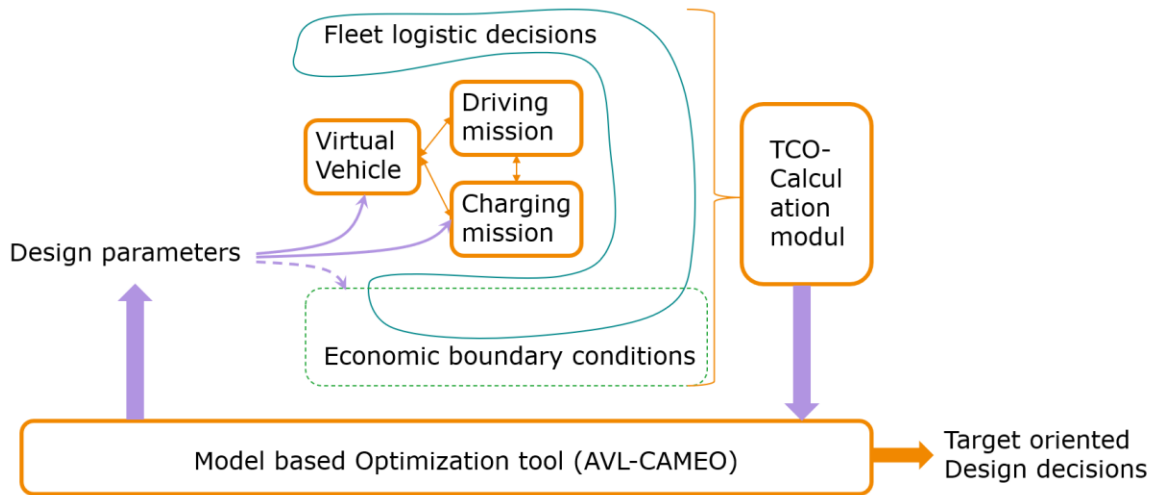 Fleet logistic decisions
Driving
mission
Virtual
Vehicle
Charging
mission
TCO-
Calcul
ation
modul
Design parameters
Economic boundary conditions
Model based Optimization tool (AVL-CAMEO)
Target oriented
Design decisions